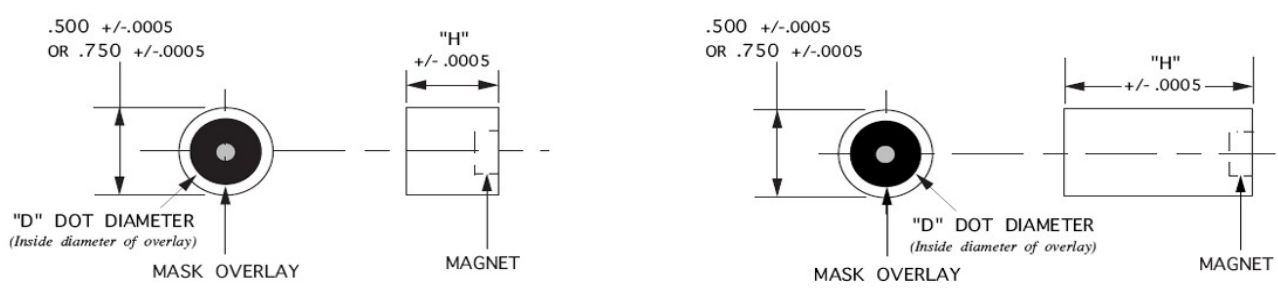 .500 +/-.0005
OR .750 +/-.0005
"H"
+/- .0005
"D" DOT DIAMETER
(Inside diameter of overlay)
MASK OVERLAY
MAGNET
.500 +/-.0005
OR .750 +/-.0005
"H"
+/- .0005
"D" DOT DIAMETER
(Inside diameter of overlay)
MASK OVERLAY
MAGNET